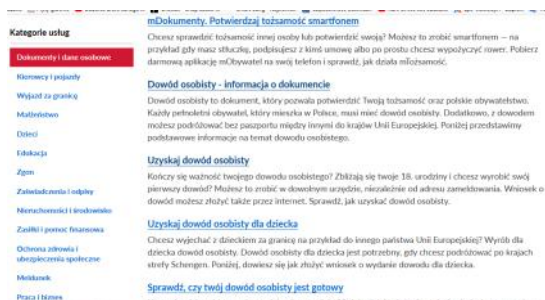 mDokumenty. Potwierdzaj tożsamość smartfonem
Kategorie usług
Chcesz sprawdzić tożsamość innej osoby lub potwierdzić swoją? Możesz to zrobić smartfonem — na
przykład gdy masz stłuczkę, podpisujesz z kimś umowę albo po prostu chcesz wypożyczyć rower. Pobierz
darmową aplikację mObywatel na swój telefon i sprawdź, jak działa mTożsamość.
Dokumenty i dane osobowe
Kierowcy i pojazdy
Wyjazd za granicę
Małżeństwo
Dzieci
Edukacja
Zgon
Zaświadczenia i odpisy
Nieruchomości i środowisko
Zasiłki i pomoc finansowa
Ochrona zdrowia i
ubezpieczenia społeczne
Meldunek
Praca i biznes
Dowód osobisty - informacja o dokumencie
Dowód osobisty to dokument, który pozwala potwierdzić Twoją tożsamość oraz polskie obywatelstwo.
Każdy pełnoletni obywatel, który mieszka w Polsce, musi mieć dowód osobisty. Dodatkowo, z dowodem
możesz podróżować bez paszportu między innymi do krajów Unii Europejskiej. Poniżej przedstawimy
podstawowe informacje na temat dowodu osobistego.
Uzyskaj dowód osobisty
Kończy się ważność twojego dowodu osobistego? Zbliżają się twoje 18. urodziny i chcesz wyrobić swój
pierwszy dowód? Możesz to zrobić w dowolnym urzędzie, niezależnie od adresu zameldowania. Wniosek o
dowód możesz złożyć także przez internet. Sprawdź, jak uzyskać dowód osobisty.
Uzyskaj dowód osobisty dla dziecka
Chcesz wyjechać z dzieckiem za granicę na przykład do innego państwa Unii Europejskiej? Wyrób dla
dziecka dowód osobisty. Dowód osobisty dla dziecka jest potrzebny, gdy chcesz podróżować po krajach
strefy Schengen. Poniżej, dowiesz się jak złożyć wniosek o wydanie dowodu dla dziecka.
Sprawdź, czy twój dowód osobisty jest gotowy